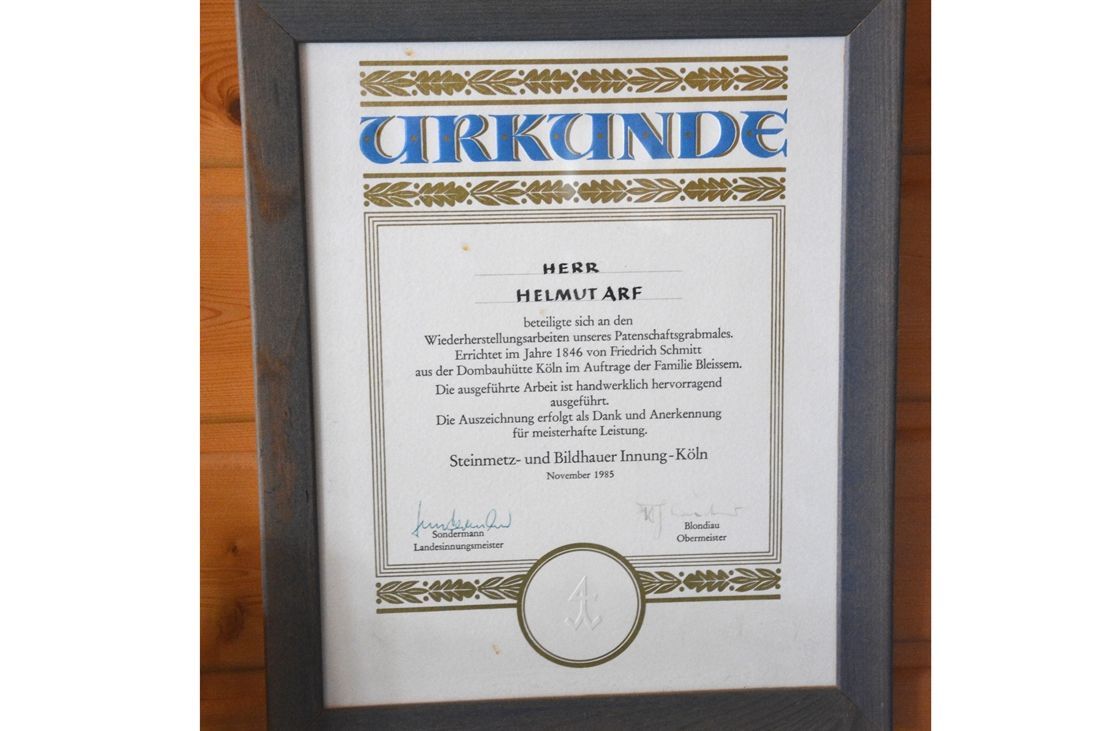 URKUNDE
HERR
HELMUT ARF
beteiligte sich an den
Wiederherstellungsarbeiten unseres Patenschaftsgrabmales.
Errichtet im Jahre 1846 von Friedrich Schmitt
aus der Dombauhütte Köln im Auftrage der Familie Bleissem.
Die ausgeführte Arbeit ist handwerklich hervorragend
ausgeführt.
Die Auszeichnung erfolgt als Dank und Anerkennung
für meisterhafte Leistung.
Steinmetz- und Bildhauer Innung-Köln
November 1985
Sondermann
Landesinnungsmeister
Blondiau
Obermeister